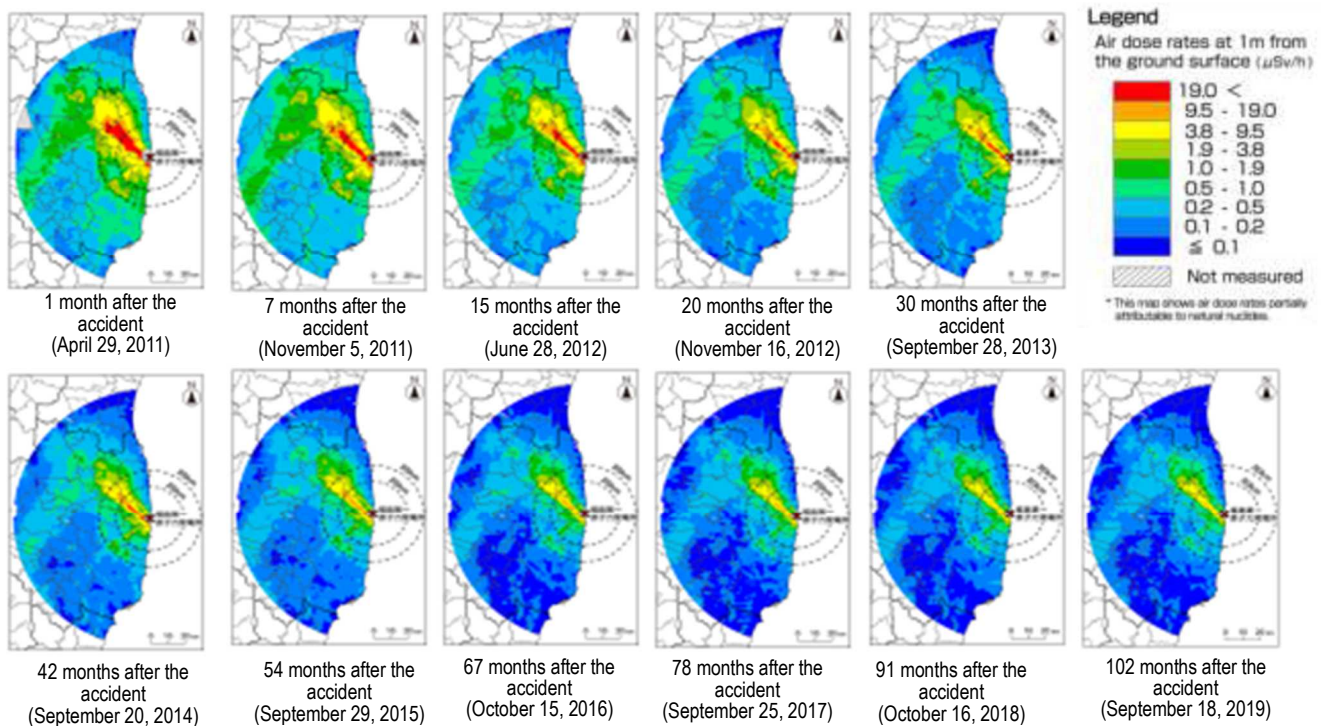 N
N
N
N
N
Legend
Air dose rates at 1m from
the ground surface (μSv/h)
19.0 <
9.5 - 19.0
3.8 - 9.5
1.9 - 3.8
1.0 - 1.9
0.5 - 1.0
0.2 - 0.5
0.1 - 0.2
≦ 0.1
Not measured
* This map shows air dose rates partially
attributable to natural nuclides.
1 month after the
accident
(April 29, 2011)
7 months after the
accident
(November 5, 2011)
15 months after the
accident
(June 28, 2012)
20 months after the
accident
(November 16, 2012)
30 months after the
accident
(September 28, 2013)
N
N
N
N
N
N
42 months after the
accident
(September 20, 2014)
54 months after the
accident
(September 29, 2015)
67 months after the
accident
(October 15, 2016)
78 months after the
accident
(September 25, 2017)
91 months after the
accident
(October 16, 2018)
102 months after the
accident
(September 18, 2019)